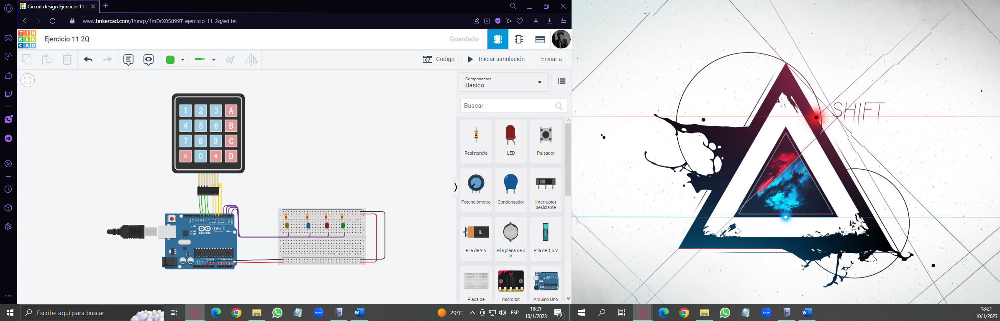 Circuit design Ejercicio 11 2
www.tinkercad.com/things/4mDrX0Sd99T-ejercicio-11-2q/editel
TIN
KER
CAD
Ejercicio 11 2Q
Guardado
Código
Iniciar simulación
Enviar a
Componentes
Básico
Buscar
1 2 3 A
4 5 6 B
7 8 9 C
* 0 # D
DIGITAL (PWM~)
UNO
ARDUINO
POWER
ANALOG IN
Resistencia
LED
Pulsador
Potenciómetro
Condensador
Interruptor
deslizante
9V
Pila de 9 V
Pila plana de 3
V
Pila de 1,5 V
Placa de
micro:bit
Arduino Uno
SHIFT
Escribe aquí para buscar
zoom
29°C
ESP
18:21
10/1/2023
2
zoom
18:21
10/1/2023